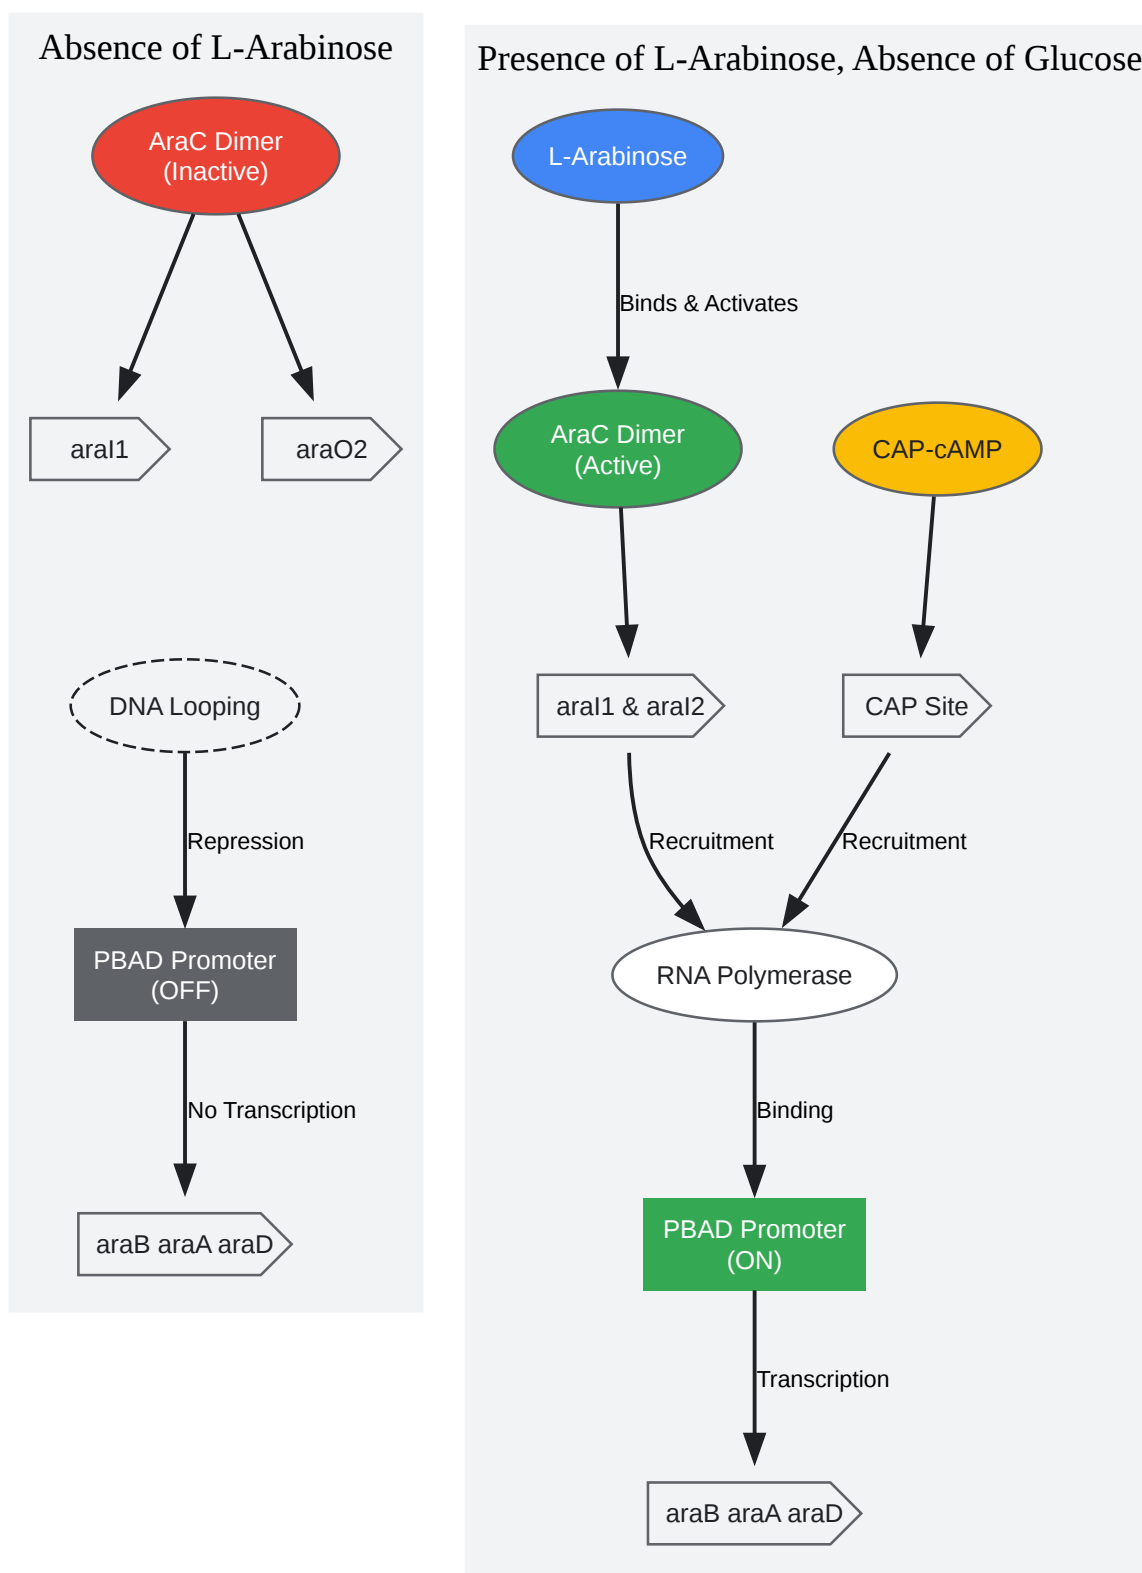 Absence of L-Arabinose
AraC Dimer
(Inactive)
araI1
araO2
DNA Looping
Repression
PBAD Promoter
(OFF)
No Transcription
araB araA araD
Presence of L-Arabinose, Absence of Glucose
L-Arabinose
Binds & Activates
AraC Dimer
(Active)
CAP-cAMP
araI1 & araI2
CAP Site
Recruitment
Recruitment
RNA Polymerase
Binding
PBAD Promoter
(ON)
Transcription
araB araA araD